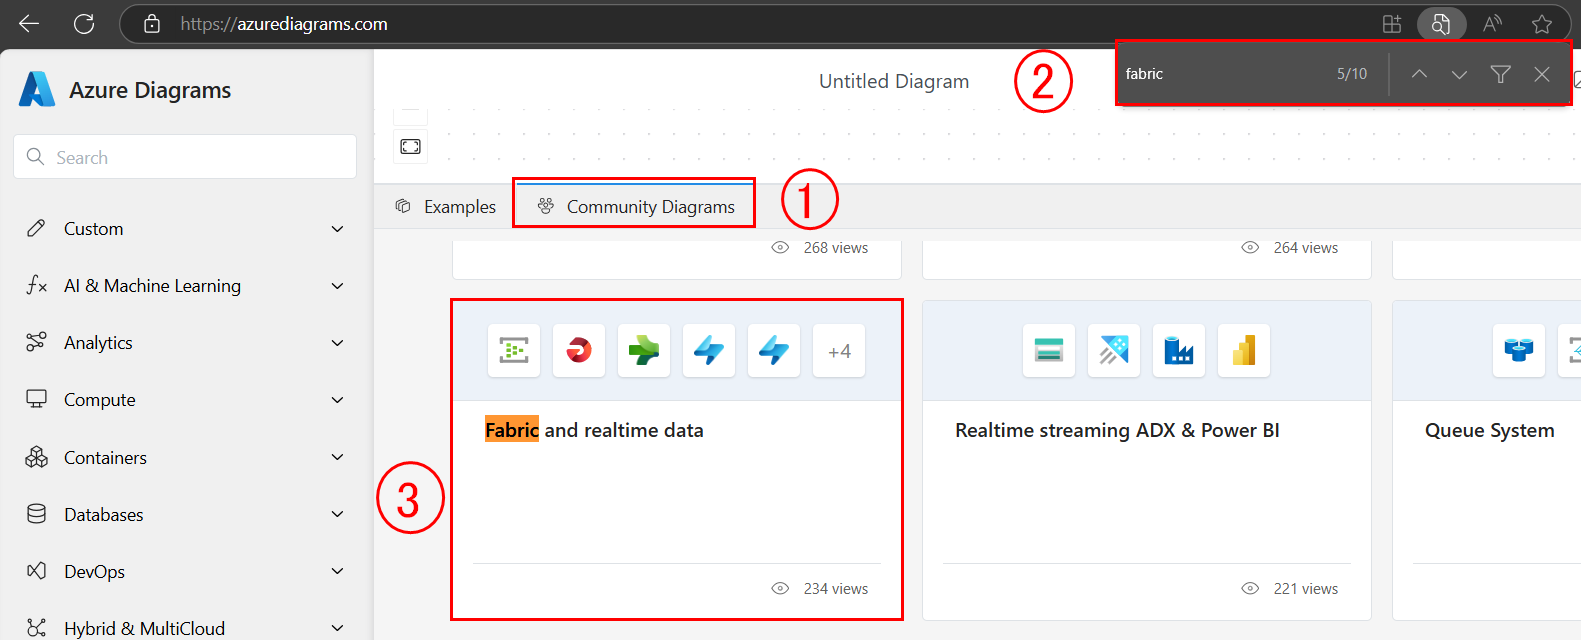 https://azurediagrams.com
fabric
5/10
Azure Diagrams
Untitled Diagram
②
Search
Examples
Community Diagrams
①
Custom
AI & Machine Learning
Analytics
Compute
Containers
Databases
DevOps
Hybrid & MultiCloud
268 views
264 views
+4
Fabric and realtime data
Realtime streaming ADX & Power BI
Queue System
③
234 views
221 views